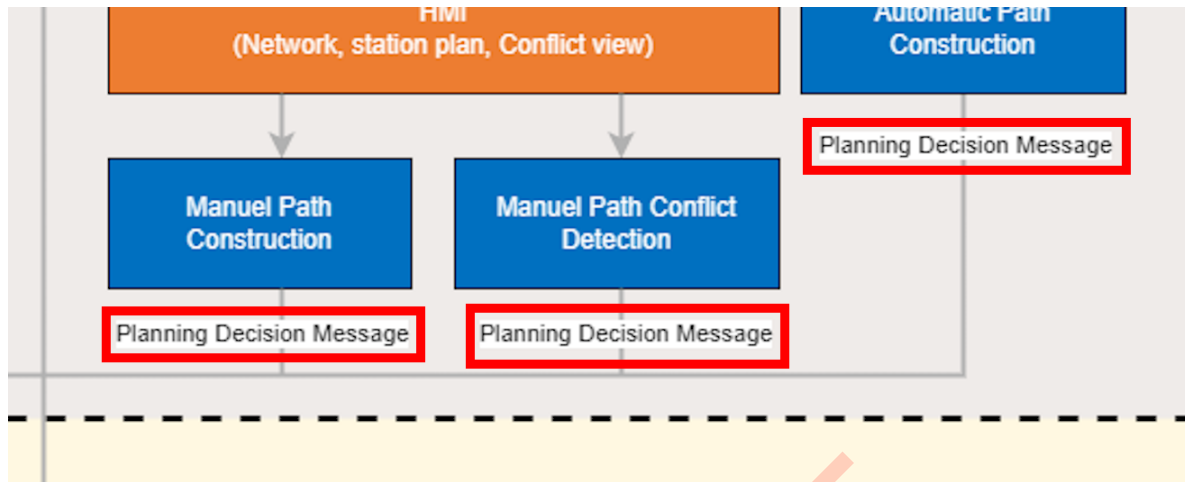 HMI
(Network, station plan, Conflict view)
Automatic Path
Construction
Planning Decision Message
Manuel Path
Construction
Manuel Path Conflict
Detection
Planning Decision Message
Planning Decision Message